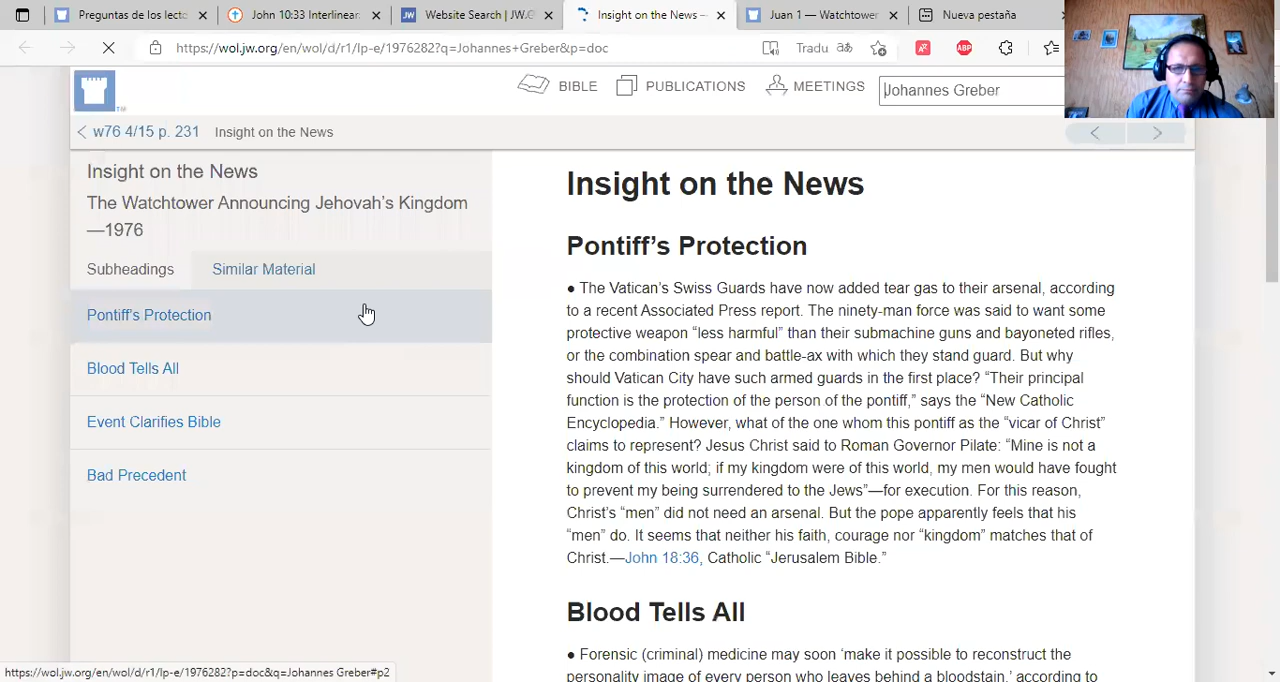 Preguntas de los lecto
John 10:33 Interlinear:
Website Search | JW.O
Insight on the News —
Juan 1 — Watchtower
Nueva pestaña
https://wol.jw.org/en/wol/d/r1/lp-e/1976282?q=Johannes+Greber&p=doc
Tradu
ABP
BIBLE
PUBLICATIONS
MEETINGS
Johannes Greber
w76 4/15 p. 231
Insight on the News
Insight on the News
The Watchtower Announcing Jehovah’s Kingdom
—1976
Subheadings
Similar Material
Pontiff’s Protection
Blood Tells All
Event Clarifies Bible
Bad Precedent
Insight on the News
Pontiff’s Protection
● The Vatican’s Swiss Guards have now added tear gas to their arsenal, according
to a recent Associated Press report. The ninety-man force was said to want some
protective weapon “less harmful” than their submachine guns and bayoneted rifles,
or the combination spear and battle-ax with which they stand guard. But why
should Vatican City have such armed guards in the first place? “Their principal
function is the protection of the person of the pontiff,” says the “New Catholic
Encyclopedia.” However, what of the one whom this pontiff as the “vicar of Christ”
claims to represent? Jesus Christ said to Roman Governor Pilate: “Mine is not a
kingdom of this world; if my kingdom were of this world, my men would have fought
to prevent my being surrendered to the Jews”—for execution. For this reason,
Christ’s “men” did not need an arsenal. But the pope apparently feels that his
“men” do. It seems that neither his faith, courage nor “kingdom” matches that of
Christ.—John 18:36, Catholic “Jerusalem Bible.”
Blood Tells All
● Forensic (criminal) medicine may soon ‘make it possible to reconstruct the
personality image of every person who leaves behind a bloodstain,’ according to
https://wol.jw.org/en/wol/d/r1/lp-e/1976282?p=doc&q=Johannes Greber#p2